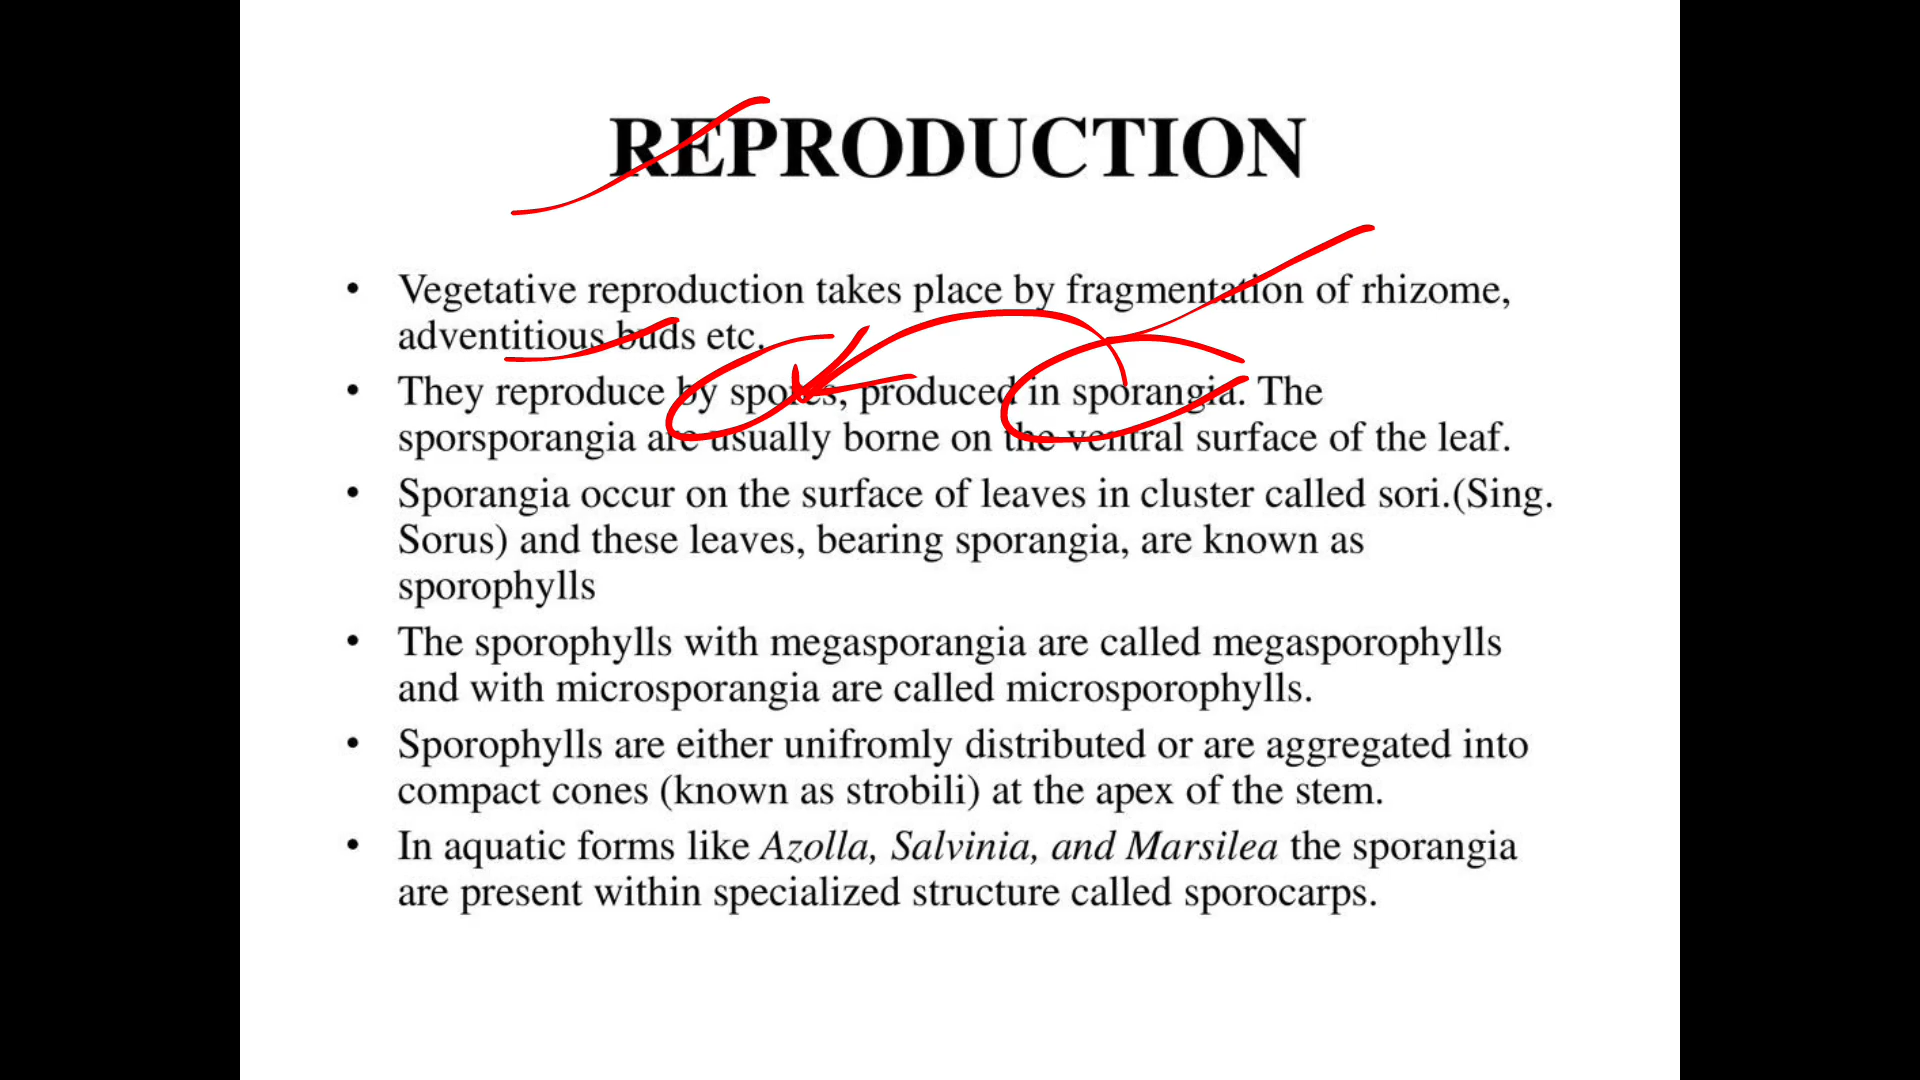 REPRODUCTION
• Vegetative reproduction takes place by fragmentation of rhizome,
adventitious buds etc.
• They reproduce by spores, produced in sporangia. The
sporsporangia are usually borne on the ventral surface of the leaf.
• Sporangia occur on the surface of leaves in cluster called sori.(Sing.
Sorus) and these leaves, bearing sporangia, are known as
sporophylls
• The sporophylls with megasporangia are called megasporophylls
and with microsporangia are called microsporophylls.
• Sporophylls are either unifromly distributed or are aggregated into
compact cones (known as strobili) at the apex of the stem.
• In aquatic forms like Azolla, Salvinia, and Marsilea the sporangia
are present within specialized structure called sporocarps.